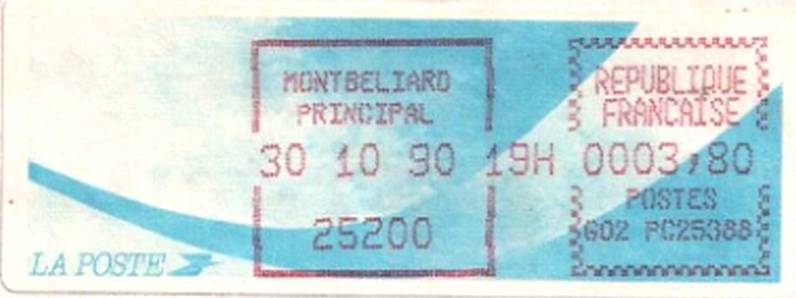 MONTBELIARD
PRINCIPAL
REPUBLIQUE
FRANCAISE
30 10 90 19H 0003,80
POSTES
25200
G02 PC25388
LA POSTE